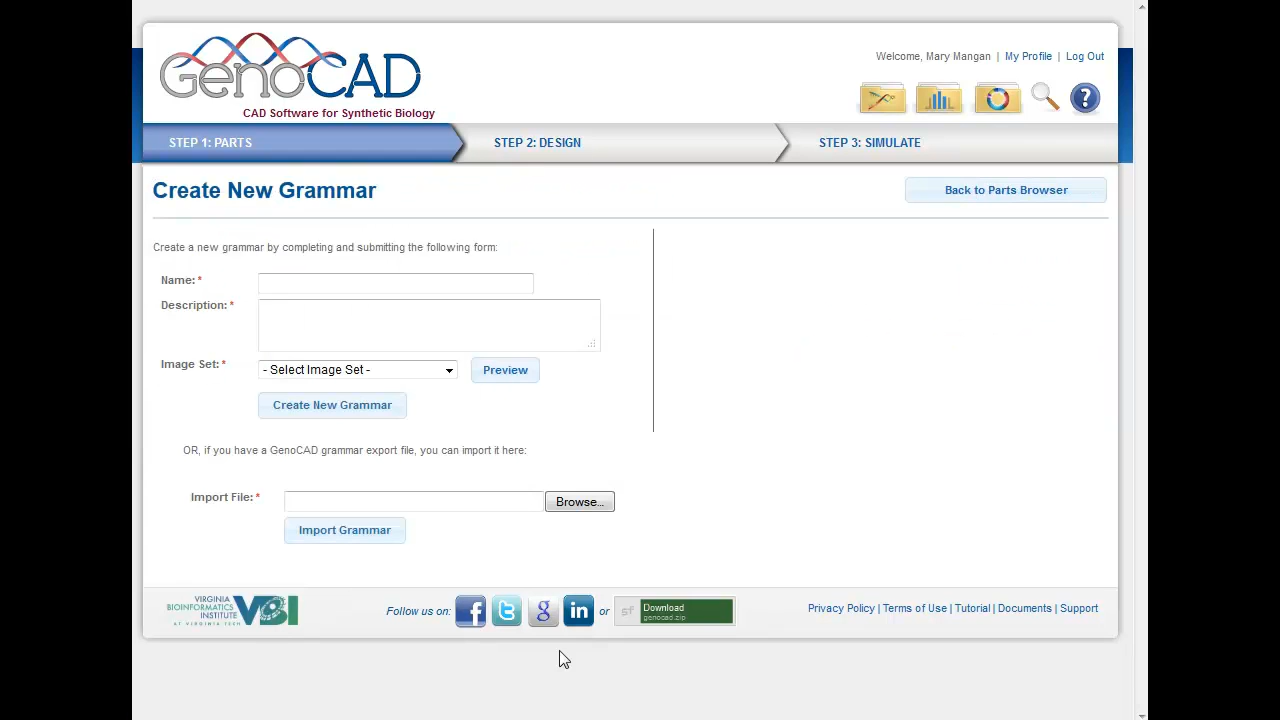 GenoCAD
CAD Software for Synthetic Biology
Welcome, Mary Mangan | My Profile | Log Out
?
STEP 1: PARTS
STEP 2: DESIGN
STEP 3: SIMULATE
Create New Grammar
Back to Parts Browser
Create a new grammar by completing and submitting the following form:
Name: *
Description: *
Image Set: *
- Select Image Set -
Preview
Create New Grammar
OR, if you have a GenoCAD grammar export file, you can import it here:
Import File: *
Browse...
Import Grammar
VIRGINIA
BIOINFORMATICS
INSTITUTE
AT VIRGINIA TECH
VBI
Follow us on:
f
t
g
in
or
sf
Download
genocad.zip
Privacy Policy | Terms of Use | Tutorial | Documents | Support